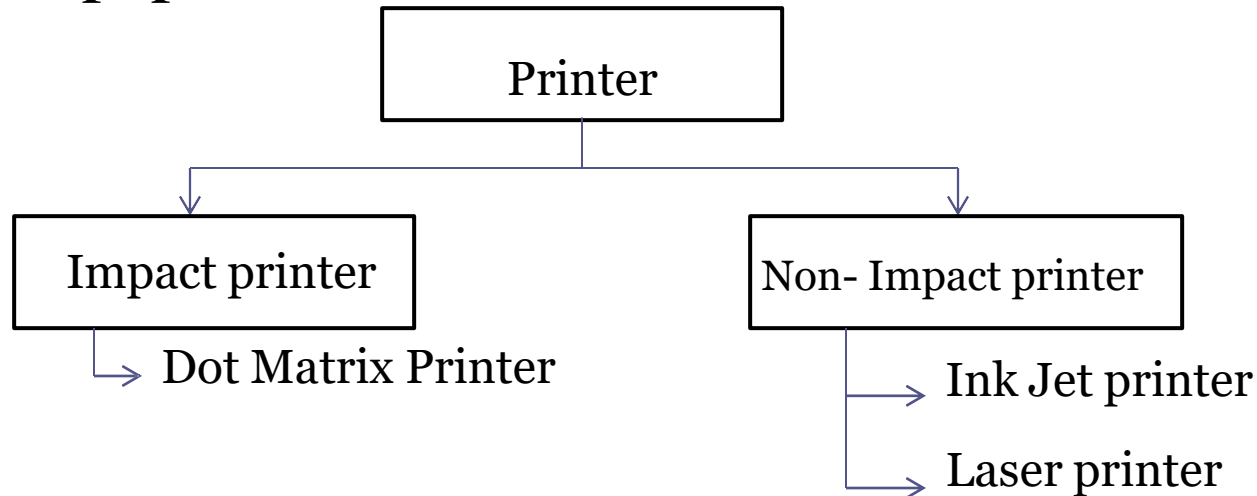 Printer
Impact printer
Non- Impact printer
Dot Matrix Printer
Ink Jet printer
Laser printer